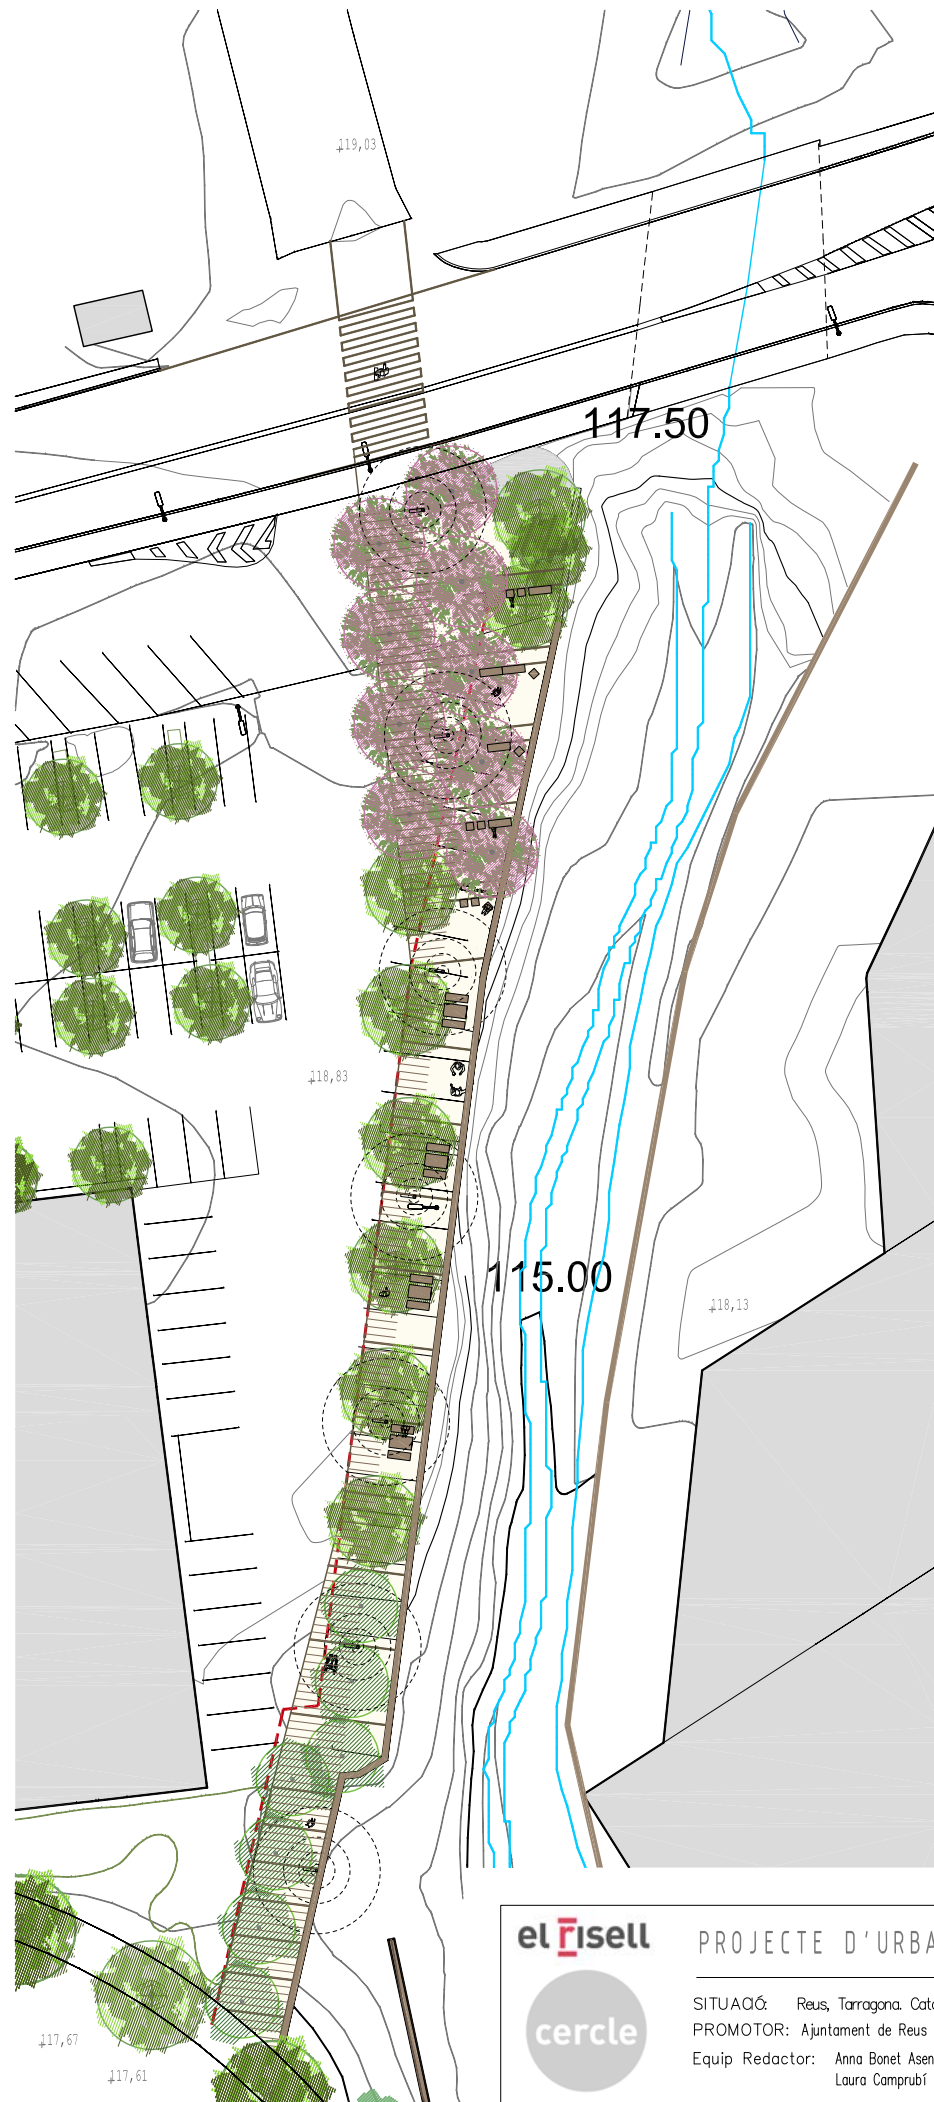 119,03
117.50
118,83
115.00
118,13
el risell
PROJECTE D'URBA
cercle
SITUACIÓ: Reus, Tarragona. Cata
PROMOTOR: Ajuntament de Reus
Equip Redactor: Anna Bonet Asen
Laura Camprubí
117,67
117,61